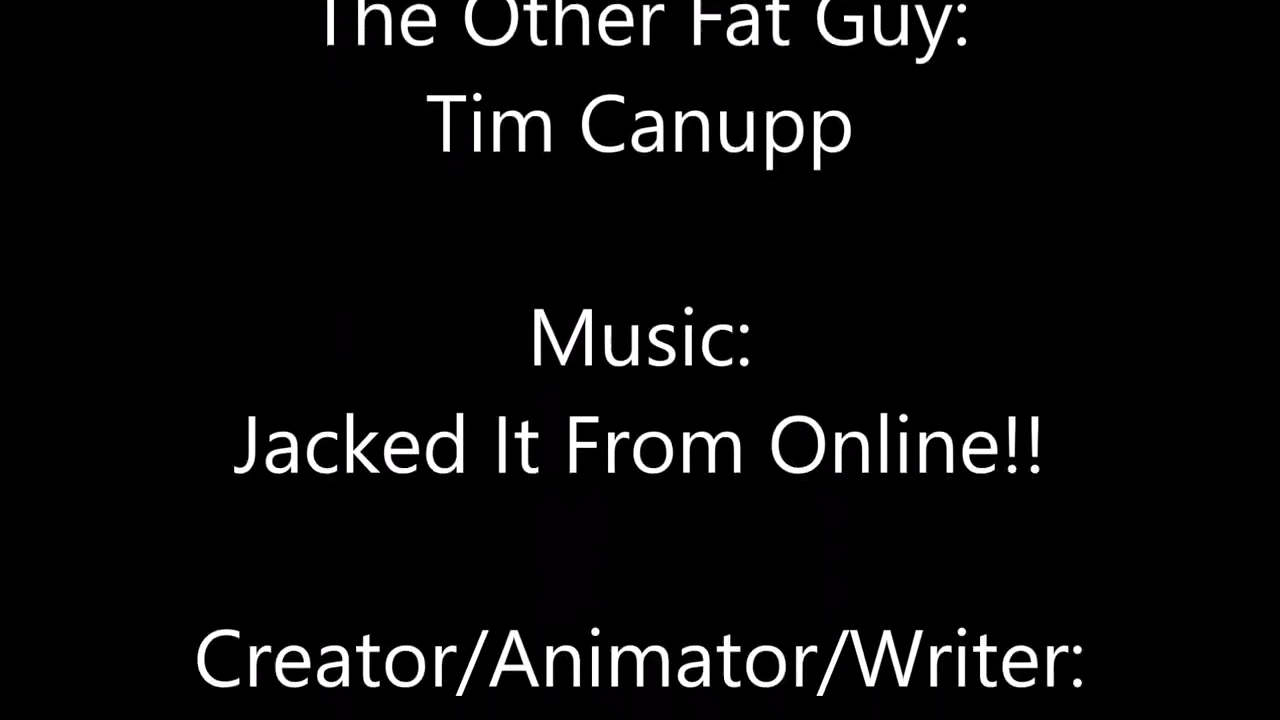 The Other Fat Guy:
Tim Canupp
Music:
Jacked It From Online!!
Creator/Animator/Writer: